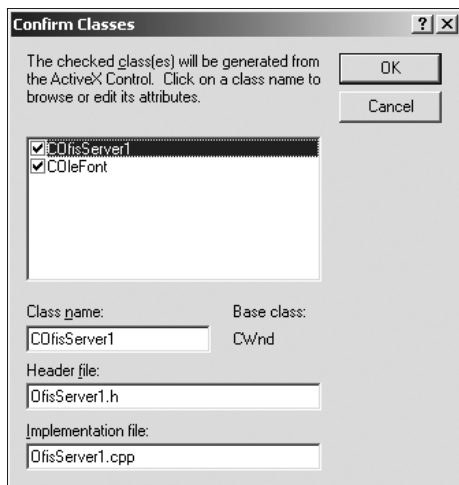 Confirm Classes
The checked class(es) will be generated from
the ActiveX Control. Click on a class name to
browse or edit its attributes.
OK
Cancel
COfisServer1
COleFont
Class name:
Base class:
COfisServer1
CWnd
Header file:
OfisServer1.h
Implementation file:
OfisServer1.cpp